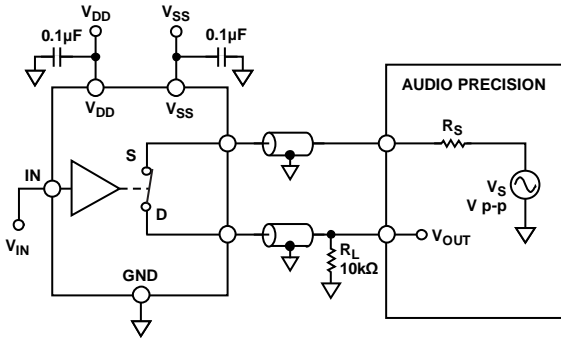 VDD
VSS
0.1µF
0.1µF
VDD
VSS
AUDIO PRECISION
RS
S
IN
VS
V p-p
D
VIN
VOUT
RL
10kΩ
GND